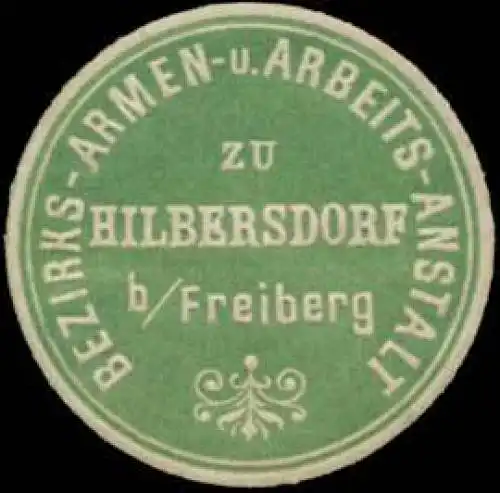 BEZIRKS-ARMEN-u. ARBEITS-ANSTALT
ZU
HILBERSDORF
b/Freiberg